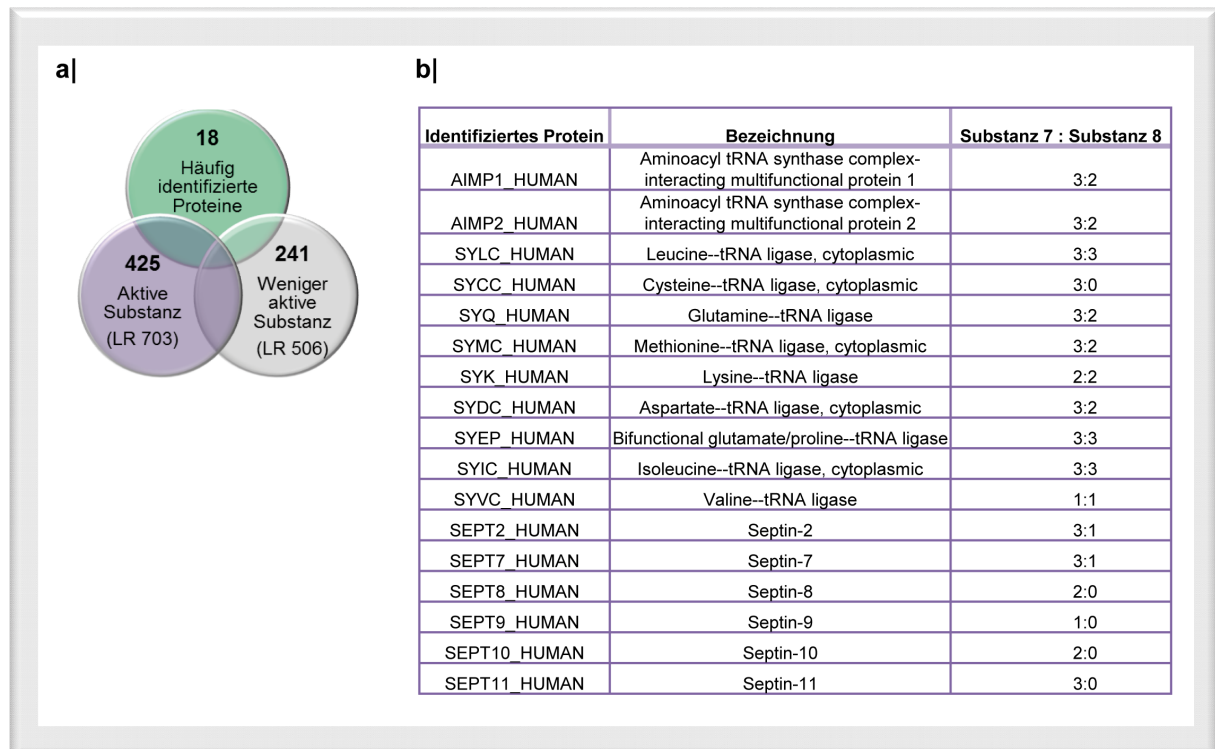 a|
18
Häufig
identifizierte
Proteine
425
Aktive
Substanz
(LR 703)
241
Weniger
aktive
Substanz
(LR 506)
b|
Identifiziertes Protein Bezeichnung Substanz 7 : Substanz 8
Aminoacyl tRNA synthase complex-
AIMP1_HUMAN interacting multifunctional protein 1 3:2
Aminoacyl tRNA synthase complex-
AIMP2_HUMAN interacting multifunctional protein 2 3:2
SYLC_HUMAN Leucine--tRNA ligase, cytoplasmic 3:3
SYCC_HUMAN Cysteine--tRNA ligase, cytoplasmic 3:0
SYQ_HUMAN Glutamine--tRNA ligase 3:2
SYMC_HUMAN Methionine--tRNA ligase, cytoplasmic 3:2
SYK_HUMAN Lysine--tRNA ligase 2:2
SYDC_HUMAN Aspartate--tRNA ligase, cytoplasmic 3:2
SYEP_HUMAN Bifunctional glutamate/proline--tRNA ligase 3:3
SYIC_HUMAN Isoleucine--tRNA ligase, cytoplasmic 3:3
SYVC_HUMAN Valine--tRNA ligase 1:1
SEPT2_HUMAN Septin-2 3:1
SEPT7_HUMAN Septin-7 3:1
SEPT8_HUMAN Septin-8 2:0
SEPT9_HUMAN Septin-9 1:0
SEPT10_HUMAN Septin-10 2:0
SEPT11_HUMAN Septin-11 3:0